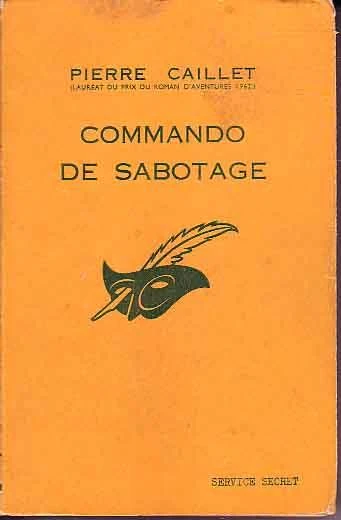 PIERRE CAILLET
(LAURÉAT DU PRIX DU ROMAN D'AVENTURES 1962)
COMMANDO
DE SABOTAGE
SERVICE SECRET